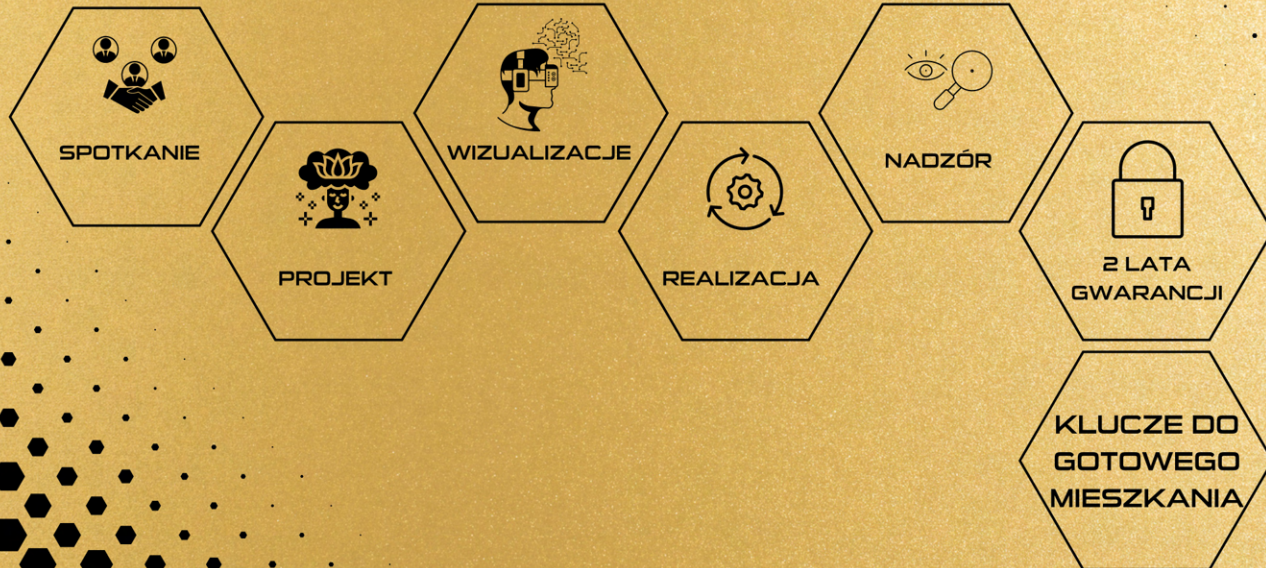 SPOTKANIE
PROJEKT
WIZUALIZACJE
REALIZACJA
NADZÓR
2 LATA
GWARANCJI
KLUCZE DO
GOTOWEGO
MIESZKANIA